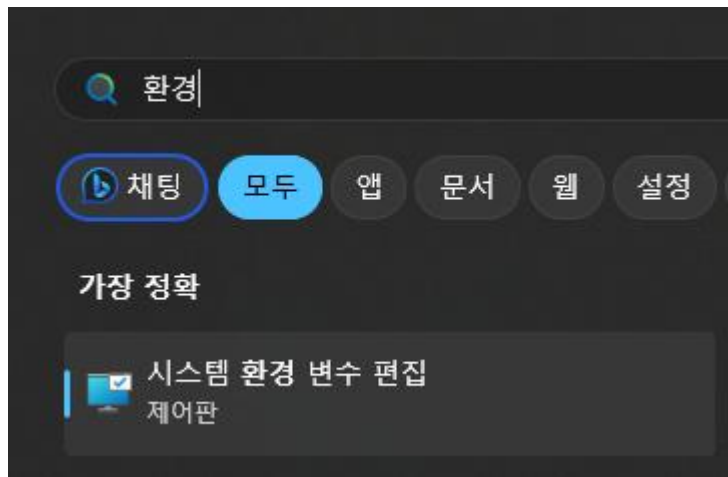 환경
채팅 모두 앱 문서 웹 설정
가장 정확
시스템 환경 변수 편집
제어판